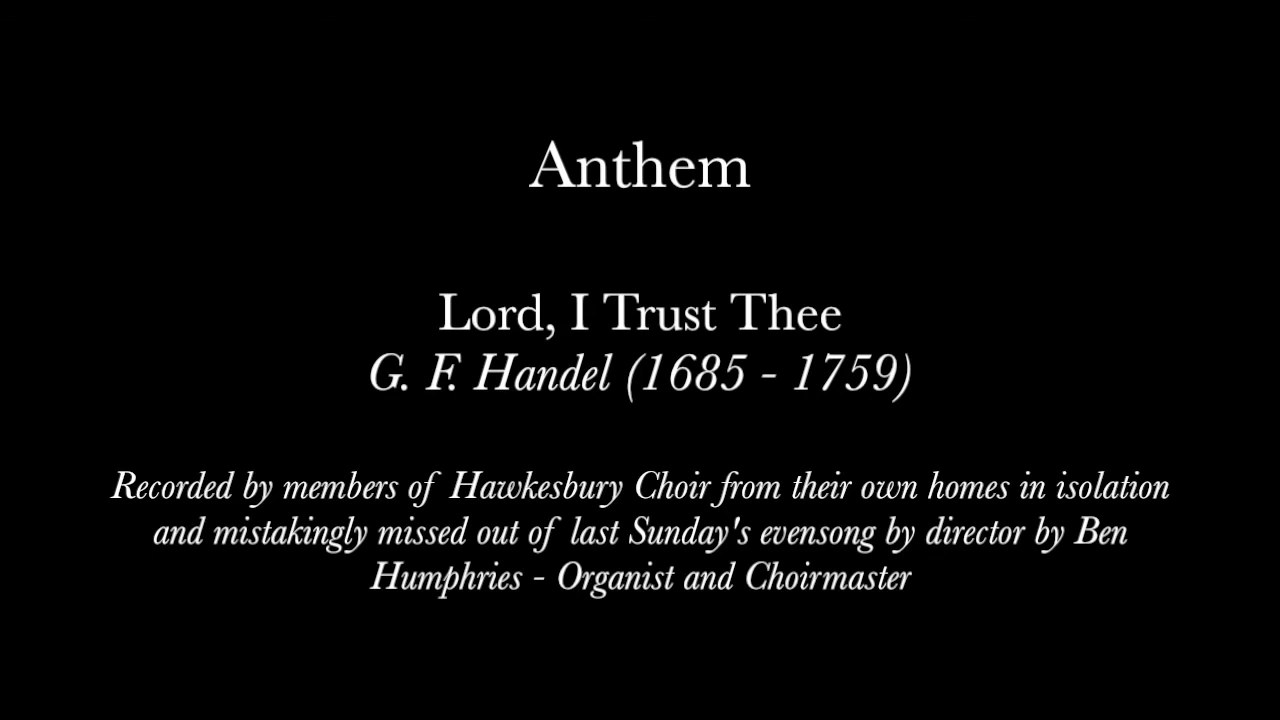 Anthem
Lord, I Trust Thee
G. F. Handel (1685 - 1759)
Recorded by members of Hawkesbury Choir from their own homes in isolation
and mistakingly missed out of last Sunday's evensong by director by Ben
Humphries - Organist and Choirmaster